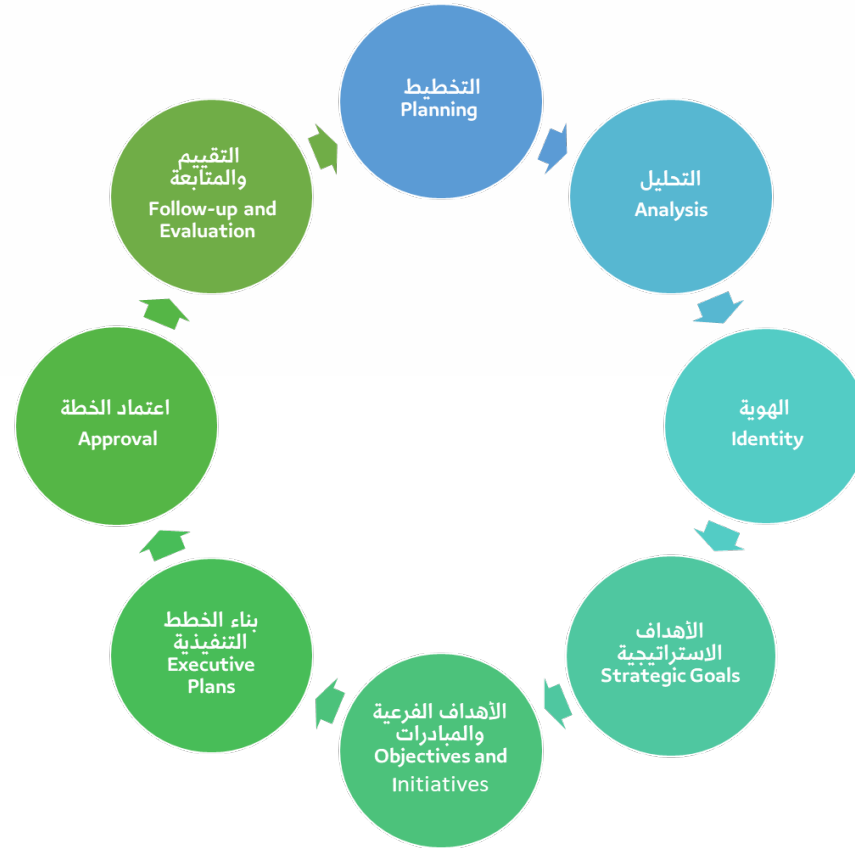 التخطيط
Planning
التحليل
Analysis
الهوية
Identity
الأهداف
الاستراتيجية
Strategic Goals
الأهداف الفرعية
والمبادرات
Objectives and
Initiatives
بناء الخطط
التنفيذية
Executive
Plans
اعتماد الخطة
Approval
التقييم
والمتابعة
Follow-up and
Evaluation